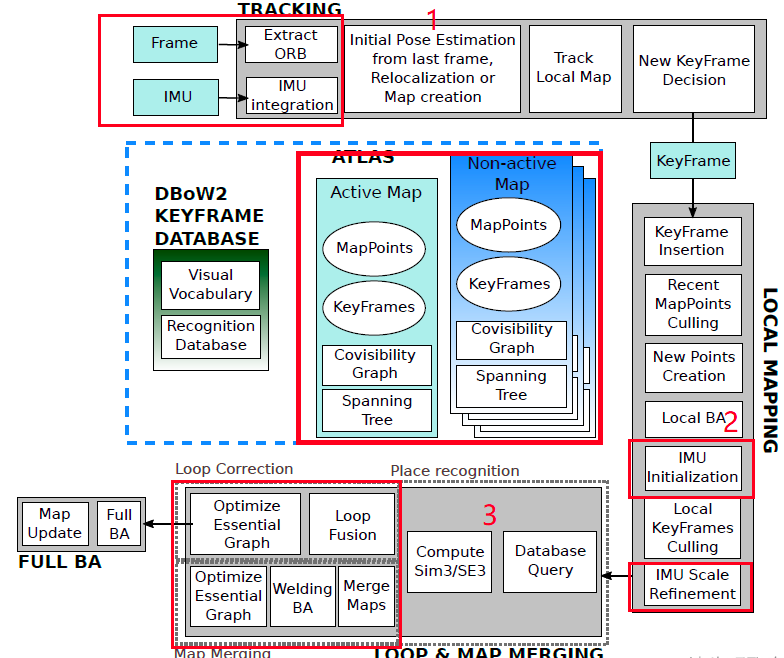 TRACKING
1
Frame
Extract
ORB
IMU
IMU
integration
Initial Pose Estimation
from last frame,
Relocalization or
Map creation
Track
Local Map
New KeyFrame
Decision
KeyFrame
ATLAS
DBoW2
KEYFRAME
DATABASE
Visual
Vocabulary
Recognition
Database
Active Map
MapPoints
KeyFrames
Covisibility
Graph
Spanning
Tree
Non-active
Map
MapPoints
KeyFrames
Covisibility
Graph
Spanning
Tree
LOCAL MAPPING
KeyFrame
Insertion
Recent
MapPoints
Culling
New Points
Creation
Local BA
2
IMU
Initialization
Local
KeyFrames
Culling
IMU Scale
Refinement
Loop Correction
Place recognition
3
Optimize
Essential
Graph
Loop
Fusion
Compute
Sim3/SE3
Database
Query
Map
Update
Full
BA
FULL BA
Optimize
Essential
Graph
Welding
BA
Merge
Maps
Map Merging
LOOP & MAP MERGING